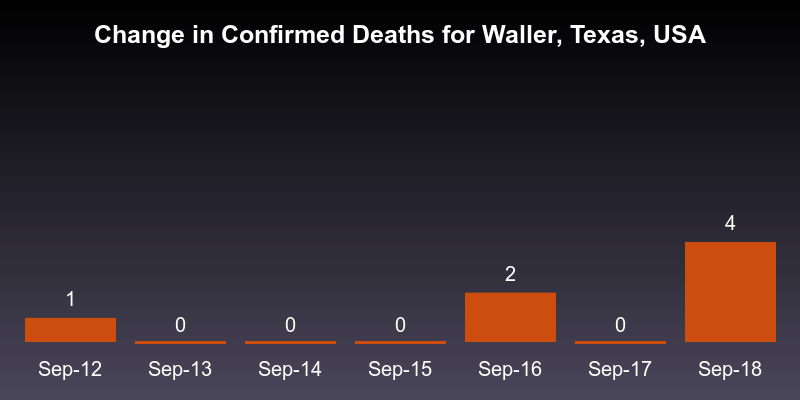 Change in Confirmed Deaths for Waller, Texas, USA
4
2
1
0 0 0 0
Sep-12 Sep-13 Sep-14 Sep-15 Sep-16 Sep-17 Sep-18